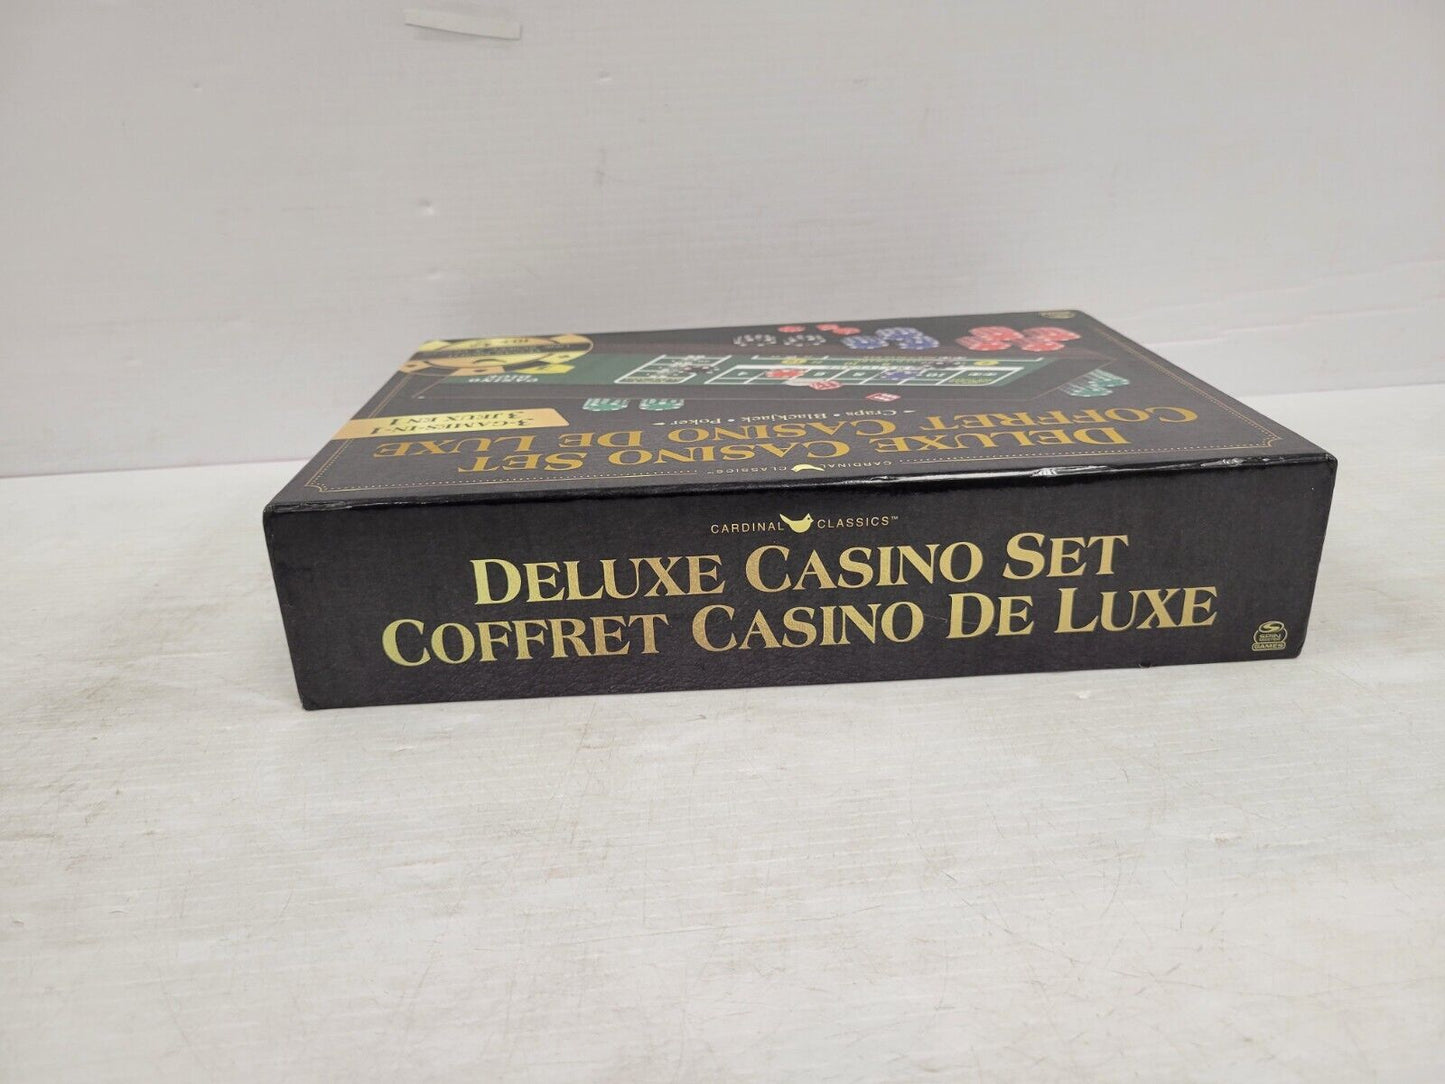 CARDINAL CLASSICS™
DELUXE CASINO SET
COFFRET CASINO DE LUXE
SPIN MASTER
GAMES
CARDINAL CLASSICS™
DELUXE CASINO SET
COFFRET CASINO DE LUXE
Craps • Blackjack • Poker
3-GAMES-IN-1
3 JEUX EN 1